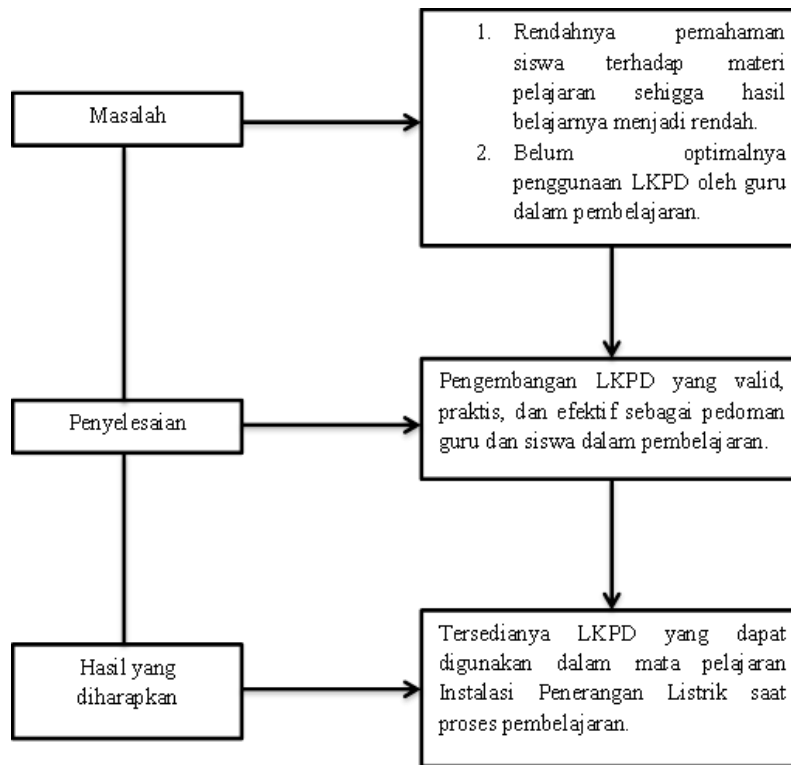 Masalah
1. Rendahnya pemahaman
siswa terhadap materi
pelajaran sehigga hasil
belajarnya menjadi rendah.
2. Belum optimalnya
penggunaan LKPD oleh guru
dalam pembelajaran.
Penyelesaian
Pengembangan LKPD yang valid,
praktis, dan efektif sebagai pedoman
guru dan siswa dalam pembelajaran.
Hasil yang
diharapkan
Tersedianya LKPD yang dapat
digunakan dalam mata pelajaran
Instalasi Penerangan Listrik saat
proses pembelajaran.